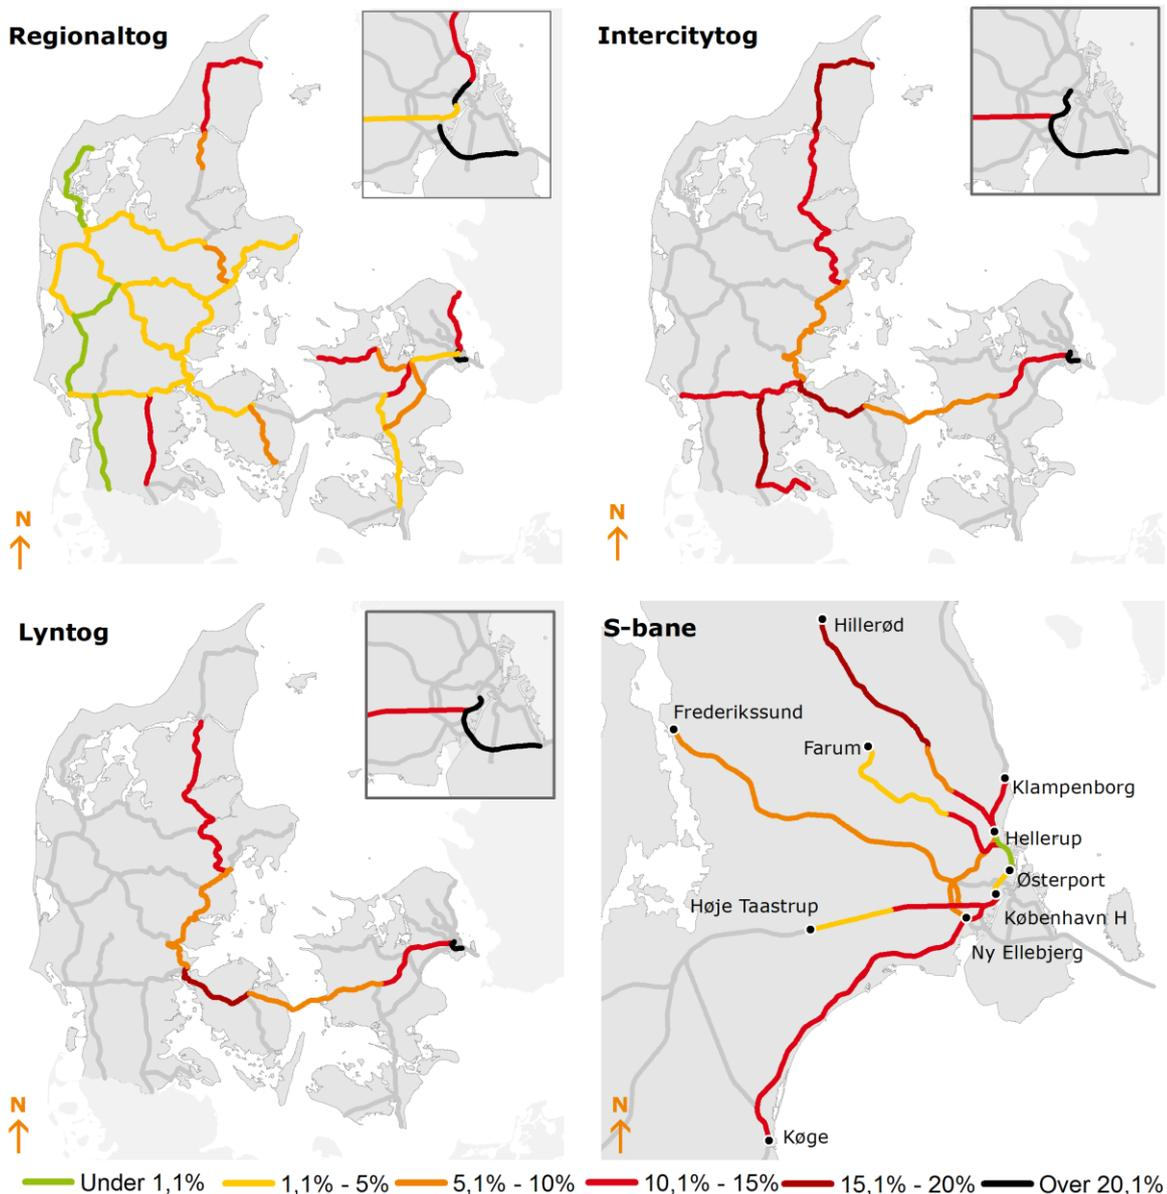 Regionaltog
Intercitytog
N
N
Lyntog
S-bane
Hillerød
Frederikssund
Farum
Klampenborg
Hellerup
Østerport
Høje Taastrup
København H
Ny Ellebjerg
N
N
Køge
Under 1,1% 1,1% - 5% 5,1% - 10% 10,1% - 15% 15,1% - 20% Over 20,1%